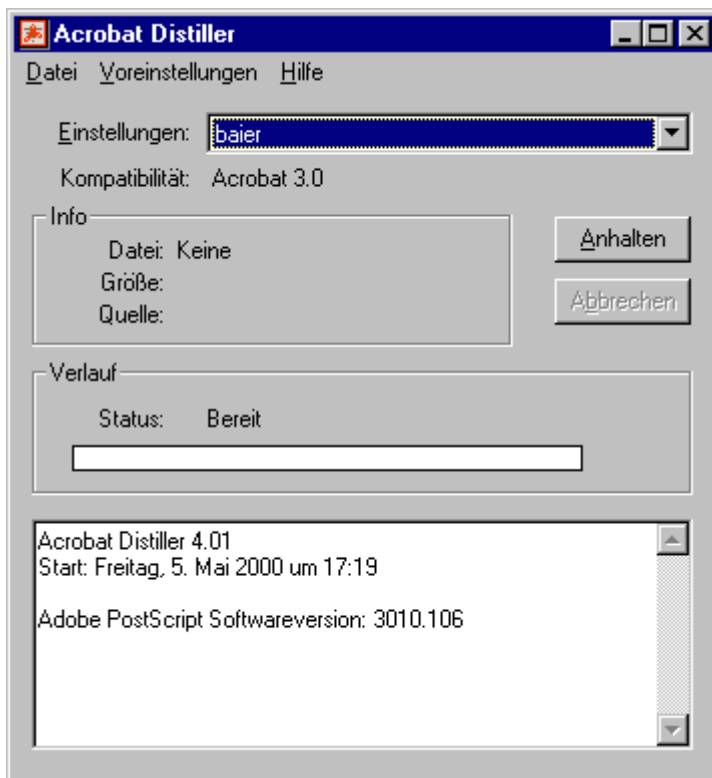 Acrobat Distiller
Datei Voreinstellungen Hilfe
Einstellungen: baier
Kompatibilität: Acrobat 3.0
Info
Datei: Keine
Größe:
Quelle:
Anhalten
Abbrechen
Verlauf
Status: Bereit
Acrobat Distiller 4.01
Start: Freitag, 5. Mai 2000 um 17:19
Adobe PostScript Softwareversion: 3010.106